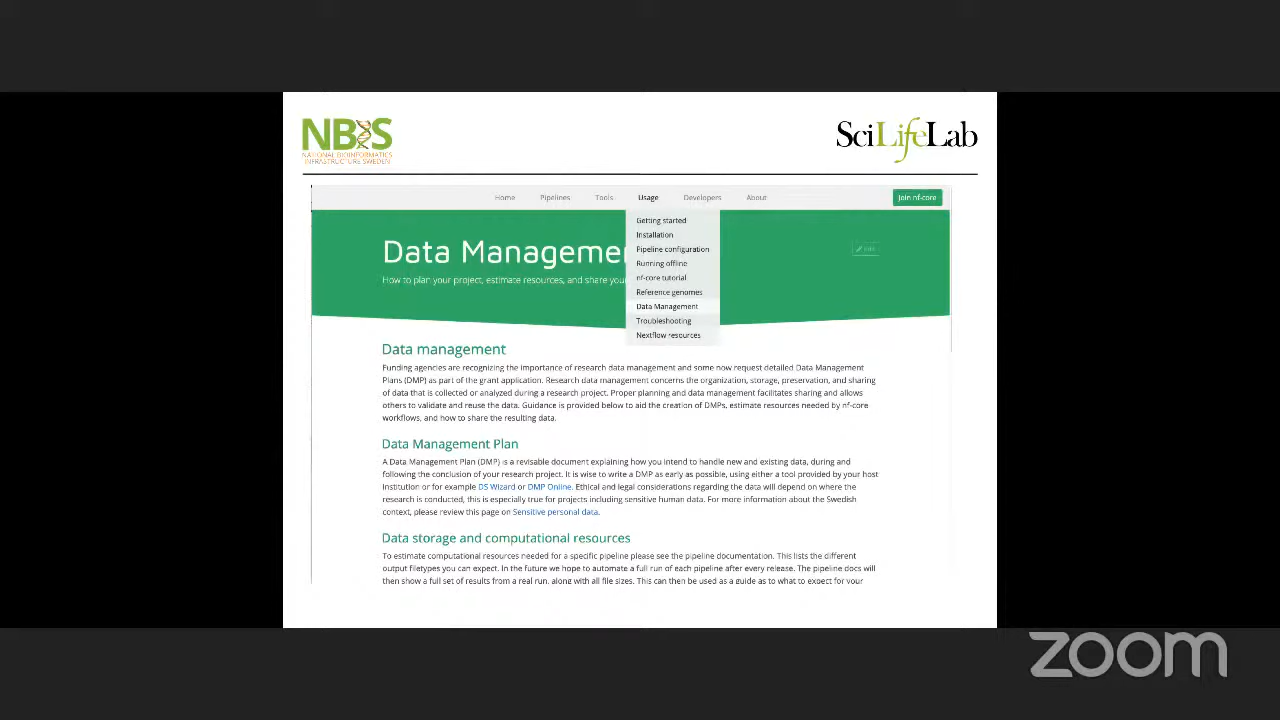 NBIS
NATIONAL BIOINFORMATICS
INFRASTRUCTURE SWEDEN
SciLifeLab
Home Pipelines Tools Usage Developers About Join nf-core
Getting started
Installation
Pipeline configuration
Running offline
nf-core tutorial
Reference genomes
Data Management
Troubleshooting
Nextflow resources
Data Managemen
Edit
How to plan your project, estimate resources, and share your
Data management
Funding agencies are recognizing the importance of research data management and some now request detailed Data Management
Plans (DMP) as part of the grant application. Research data management concerns the organization, storage, preservation, and sharing
of data that is collected or analyzed during a research project. Proper planning and data management facilitates sharing and allows
others to validate and reuse the data. Guidance is provided below to aid the creation of DMPs, estimate resources needed by nf-core
workflows, and how to share the resulting data.
Data Management Plan
A Data Management Plan (DMP) is a revisable document explaining how you intend to handle new and existing data, during and
following the conclusion of your research project. It is wise to write a DMP as early as possible, using either a tool provided by your host
institution or for example DS Wizard or DMP Online. Ethical and legal considerations regarding the data will depend on where the
research is conducted, this is especially true for projects including sensitive human data. For more information about the Swedish
context, please review this page on Sensitive personal data.
Data storage and computational resources
To estimate computational resources needed for a specific pipeline please see the pipeline documentation. This lists the different
output filetypes you can expect. In the future we hope to automate a full run of each pipeline after every release. The pipeline docs will
then show a full set of results from a real run, along with all file sizes. This can then be used as a guide as to what to expect for your
zoom